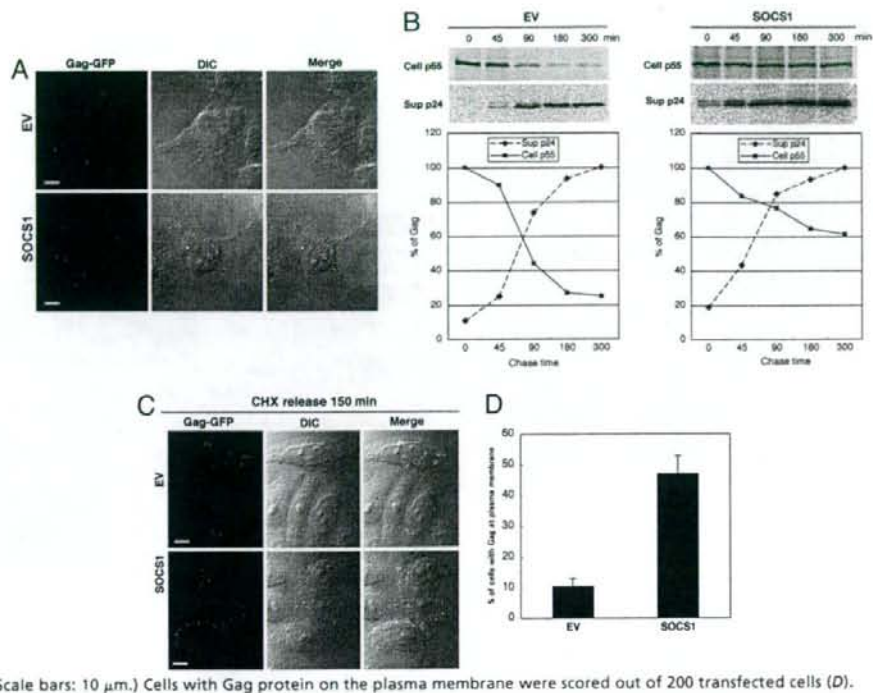 A
Gag-GFP DIC Merge
EV
SOCS1
B
EV SOCS1
0 45 90 180 300 min
0 45 90 180 300 min
Cell p55
Sup p24
Cell p55
Sup p24
120
100
80
60
40
20
0
% of Gag
Sup p24
Cell p55
0 45 90 180 300
Chase time
120
100
80
60
40
20
0
% of Gag
Sup p24
Cell p55
0 45 90 180 300
Chase time
C
CHX release 150 min
Gag-GFP DIC Merge
EV
SOCS1
D
60
50
40
30
20
10
0
% of cells with Gag at plasma membrane
EV SOCS1
Scale bars: 10 μm.) Cells with Gag protein on the plasma membrane were scored out of 200 transfected cells (D).